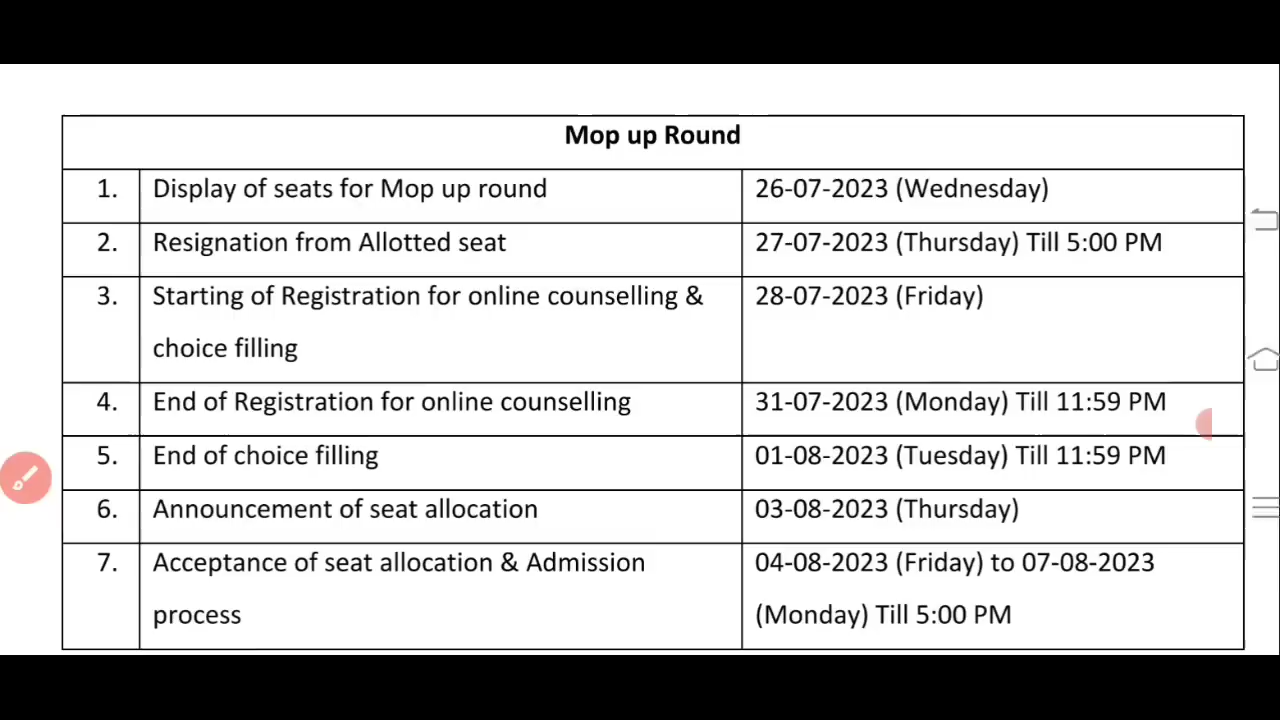 Mop up Round
1. Display of seats for Mop up round 26-07-2023 (Wednesday)
2. Resignation from Allotted seat 27-07-2023 (Thursday) Till 5:00 PM
3. Starting of Registration for online counselling & 28-07-2023 (Friday)
choice filling
4. End of Registration for online counselling 31-07-2023 (Monday) Till 11:59 PM
5. End of choice filling 01-08-2023 (Tuesday) Till 11:59 PM
6. Announcement of seat allocation 03-08-2023 (Thursday)
7. Acceptance of seat allocation & Admission 04-08-2023 (Friday) to 07-08-2023
process (Monday) Till 5:00 PM